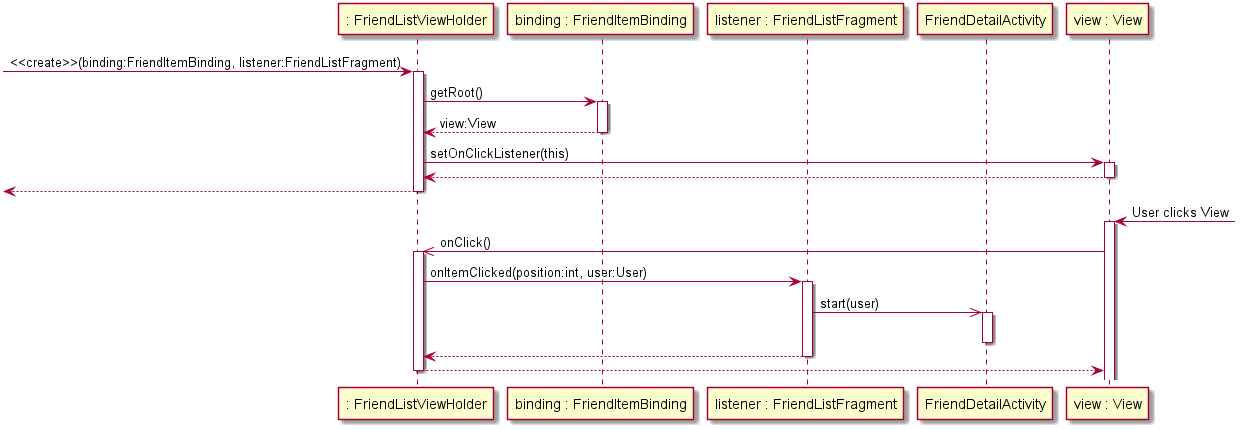 : FriendListViewHolder
binding : FriendItemBinding
listener : FriendListFragment
FriendDetailActivity
view : View
<<create>>(binding:FriendItemBinding, listener:FriendListFragment)
getRoot()
view:View
setOnClickListener(this)
User clicks View
onClick()
onItemClicked(position:int, user:User)
start(user)
: FriendListViewHolder
binding : FriendItemBinding
listener : FriendListFragment
FriendDetailActivity
view : View